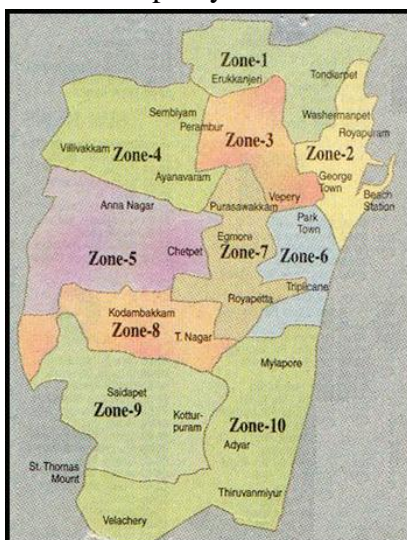 Zone-1
Erukkanjeri
Tondiarpet
Sembiyam
Perambur
Washermanpet
Royapuram
Zone-3
Zone-2
Villivakkam
Zone-4
Ayanavaram
George
Town
Vepery
Beach
Station
Anna Nagar
Purasawakkam
Park
Town
Egmore
Chetpet
Zone-7
Zone-6
Zone-5
Triplicane
Royapetta
Kodambakkam
Zone-8
T. Nagar
Mylapore
Saidapet
Zone-9
Kottur-
puram
Zone-10
Adyar
St. Thomas
Mount
Thiruvanmiyur
Velachery